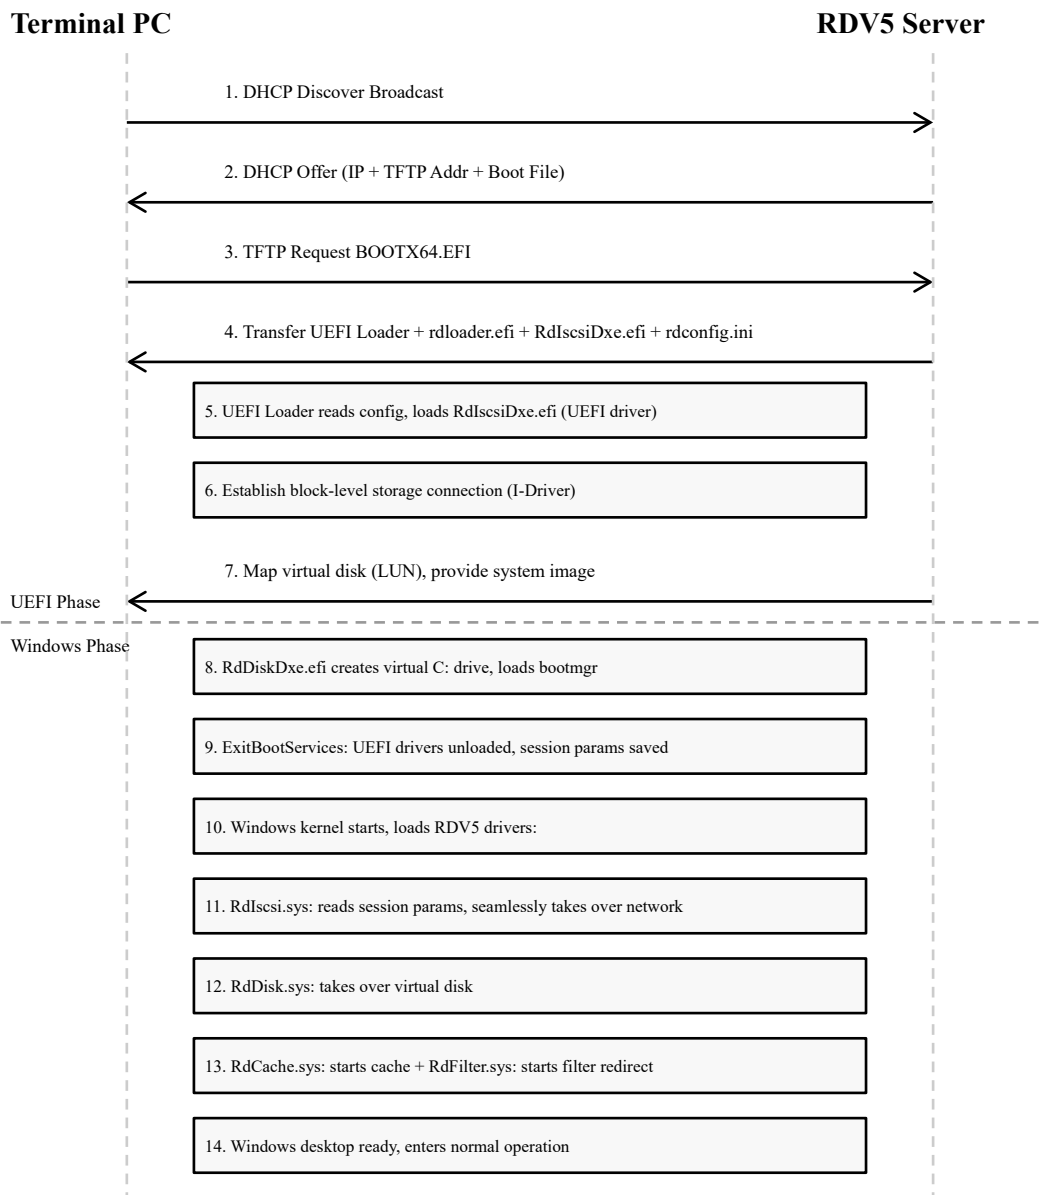 Terminal PC
RDV5 Server
1. DHCP Discover Broadcast
2. DHCP Offer (IP + TFTP Addr + Boot File)
3. TFTP Request BOOTX64.EFI
4. Transfer UEFI Loader + rdloader.efi + RdIscsiDxe.efi + rdconfig.ini
5. UEFI Loader reads config, loads RdIscsiDxe.efi (UEFI driver)
6. Establish block-level storage connection (I-Driver)
7. Map virtual disk (LUN), provide system image
UEFI Phase
Windows Phase
8. RdDiskDxe.efi creates virtual C: drive, loads bootmgr
9. ExitBootServices: UEFI drivers unloaded, session params saved
10. Windows kernel starts, loads RDV5 drivers:
11. RdIscsi.sys: reads session params, seamlessly takes over network
12. RdDisk.sys: takes over virtual disk
13. RdCache.sys: starts cache + RdFilter.sys: starts filter redirect
14. Windows desktop ready, enters normal operation